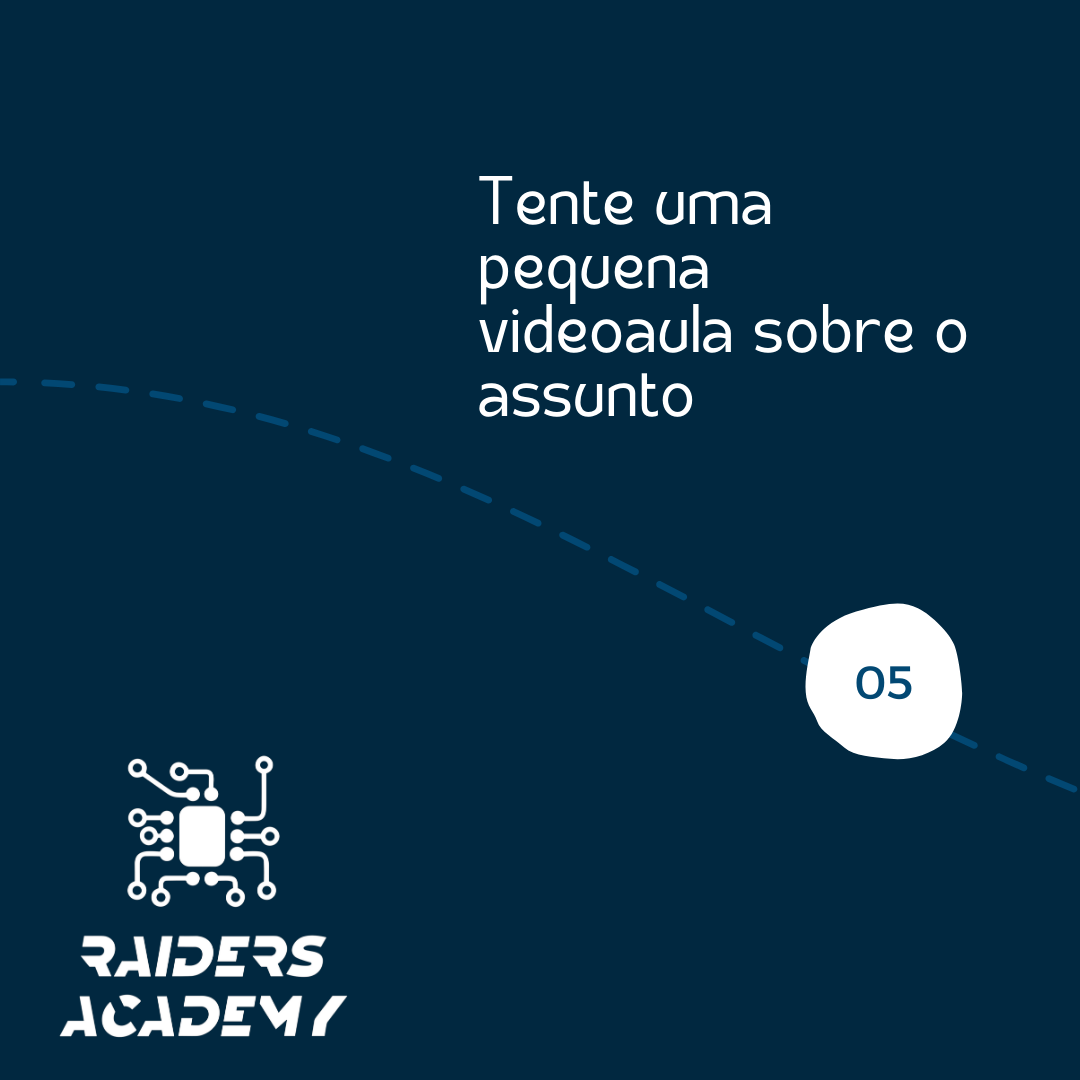 Tente uma
pequena
videoaula sobre o
assunto
05
RAIDERS
ACADEMY